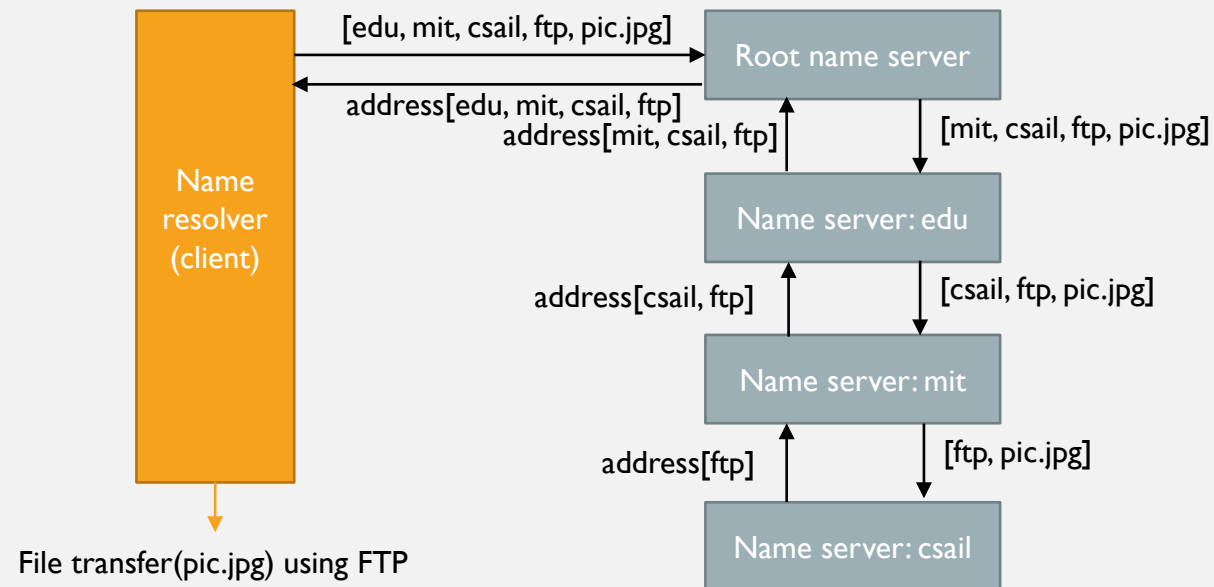 [edu, mit, csail, ftp, pic.jpg]
Root name server
address[edu, mit, csail, ftp]
address[mit, csail, ftp]
[mit, csail, ftp, pic.jpg]
Name
resolver
(client)
Name server: edu
address[csail, ftp]
[csail, ftp, pic.jpg]
Name server: mit
address[ftp]
[ftp, pic.jpg]
Name server: csail
File transfer(pic.jpg) using FTP